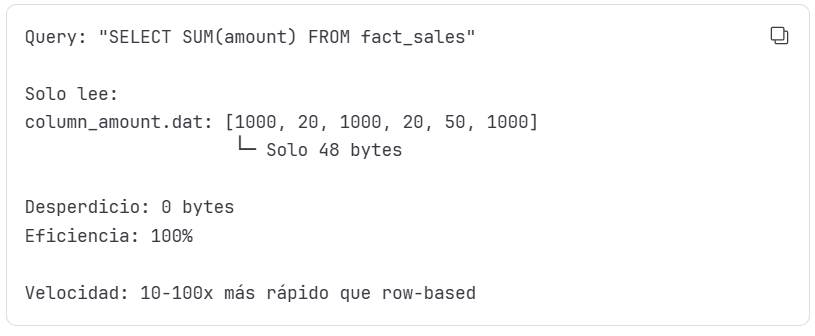 Query: "SELECT SUM(amount) FROM fact_sales"
Solo lee:
column_amount.dat: [1000, 20, 1000, 20, 50, 1000]
└─ Solo 48 bytes
Desperdicio: 0 bytes
Eficiencia: 100%
Velocidad: 10-100x más rápido que row-based